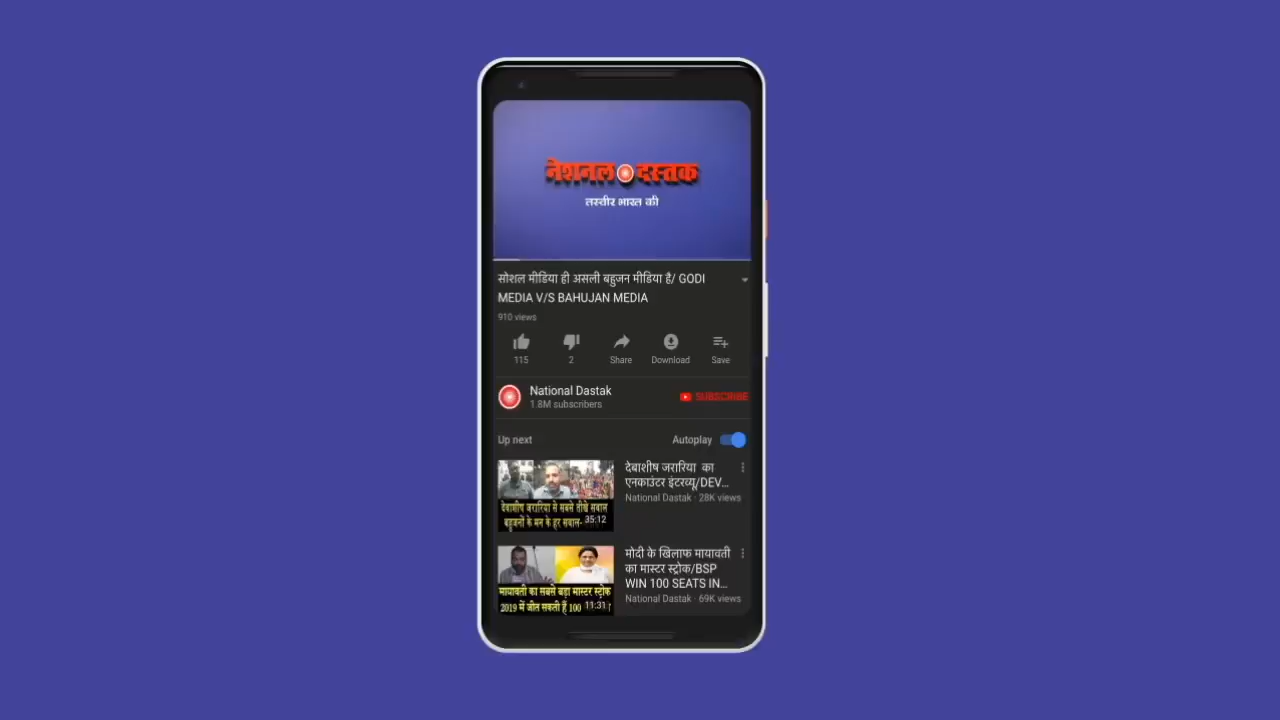 नेशनल दस्तक
तस्वीर भारत की
सोशल मीडिया ही असली बहुजन मीडिया है/ GODI
MEDIA V/S BAHUJAN MEDIA
910 views
115
2
Share
Download
Save
National Dastak
1.8M subscribers
SUBSCRIBE
Up next
Autoplay
देवाशीष जरारिया से सबसे तीखे सवाल
बहुजनों के मन के हर सवाल-
35:12
देबाशीष जरारिया का
एनकाउंटर इंटरव्यू/DEV...
National Dastak · 28K views
मायावती का सबसे बड़ा मास्टर स्ट्रोक
2019 में जीत सकती हैं 100
11:31
मोदी के खिलाफ मायावती
का मास्टर स्ट्रोक/BSP
WIN 100 SEATS IN...
National Dastak · 69K views